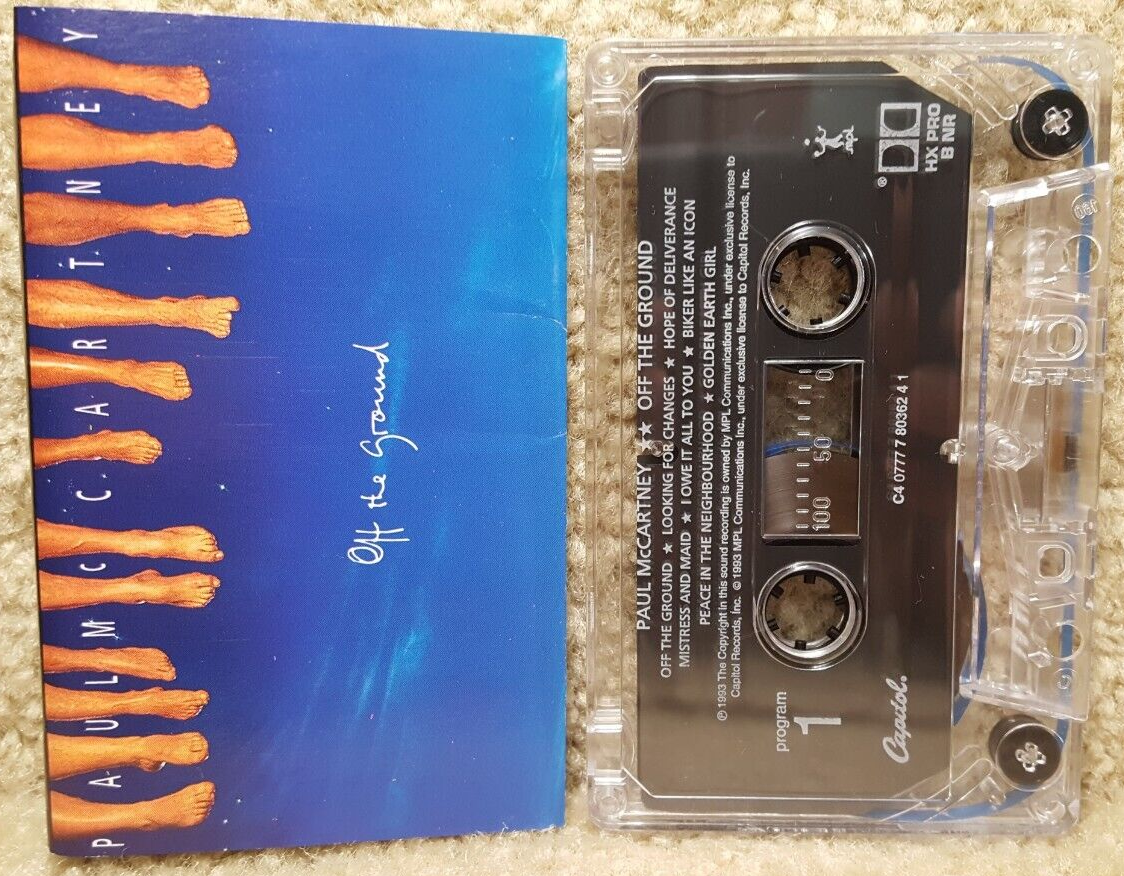 PAUL McCARTNEY
Off the Ground
PAUL McCARTNEY ★★ OFF THE GROUND
OFF THE GROUND ★ LOOKING FOR CHANGES ★ HOPE OF DELIVERANCE
MISTRESS AND MAID ★ I OWE IT ALL TO YOU ★ BIKER LIKE AN ICON
PEACE IN THE NEIGHBOURHOOD ★ GOLDEN EARTH GIRL
℗ 1993 The Copyright in this sound recording is owned by MPL Communications Inc., under exclusive license to
Capitol Records, Inc. © 1993 MPL Communications Inc., under exclusive license to Capitol Records, Inc.
program
1
100 50 0
mpl
Capitol®
C4 0777 7 80362 4 1
®
HX PRO
B NR